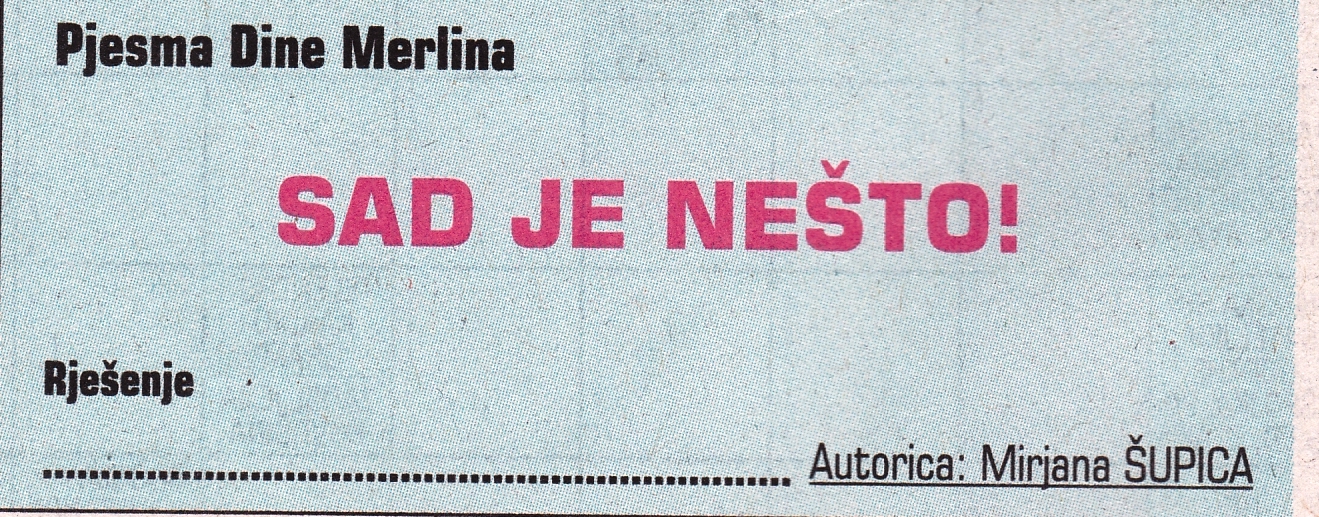 Pjesma Dine Merlina
SAD JE NEŠTO!
Rješenje
........................................................ Autorica: Mirjana ŠUPICA